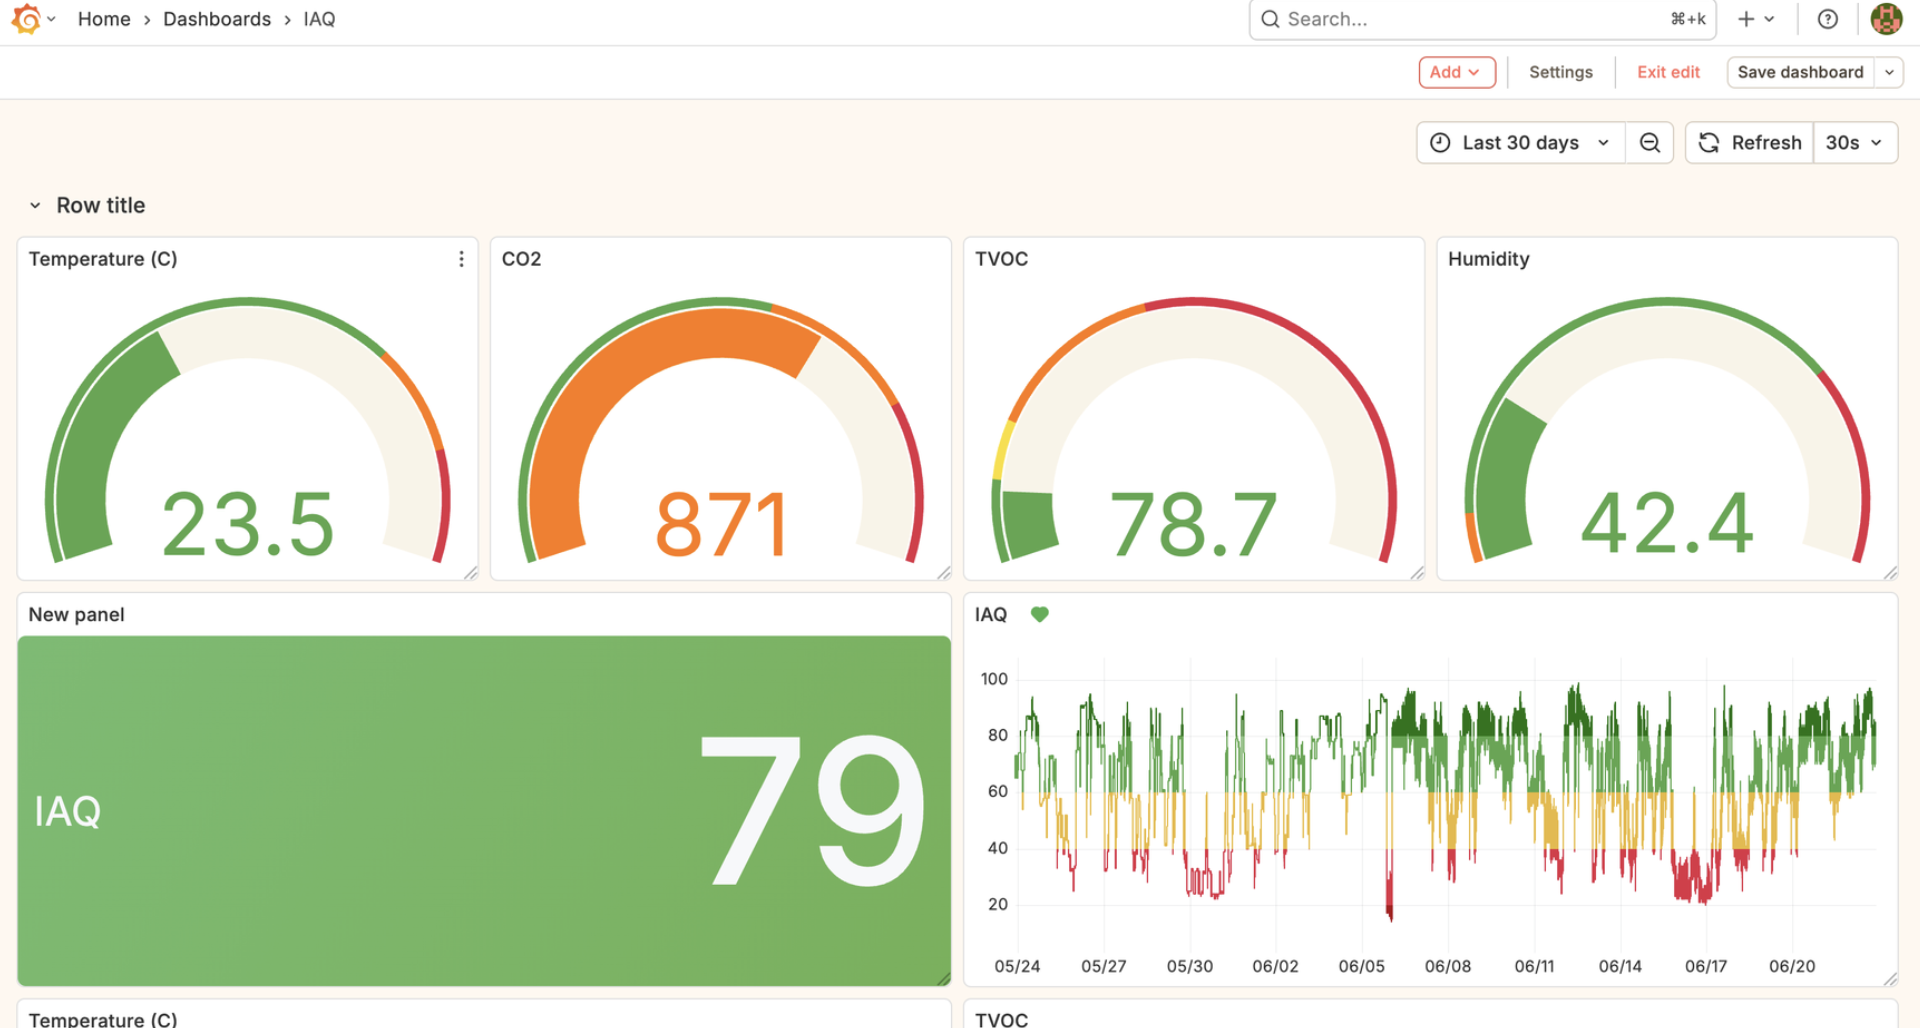 Home › Dashboards › IAQ
Search...
⌘+k
Add
Settings
Exit edit
Save dashboard
Last 30 days
Refresh
30s
Row title
Temperature (C)
23.5
CO2
871
TVOC
78.7
Humidity
42.4
New panel
IAQ
79
IAQ
100
80
60
40
20
05/24 05/27 05/30 06/02 06/05 06/08 06/11 06/14 06/17 06/20
Temperature (C)
TVOC